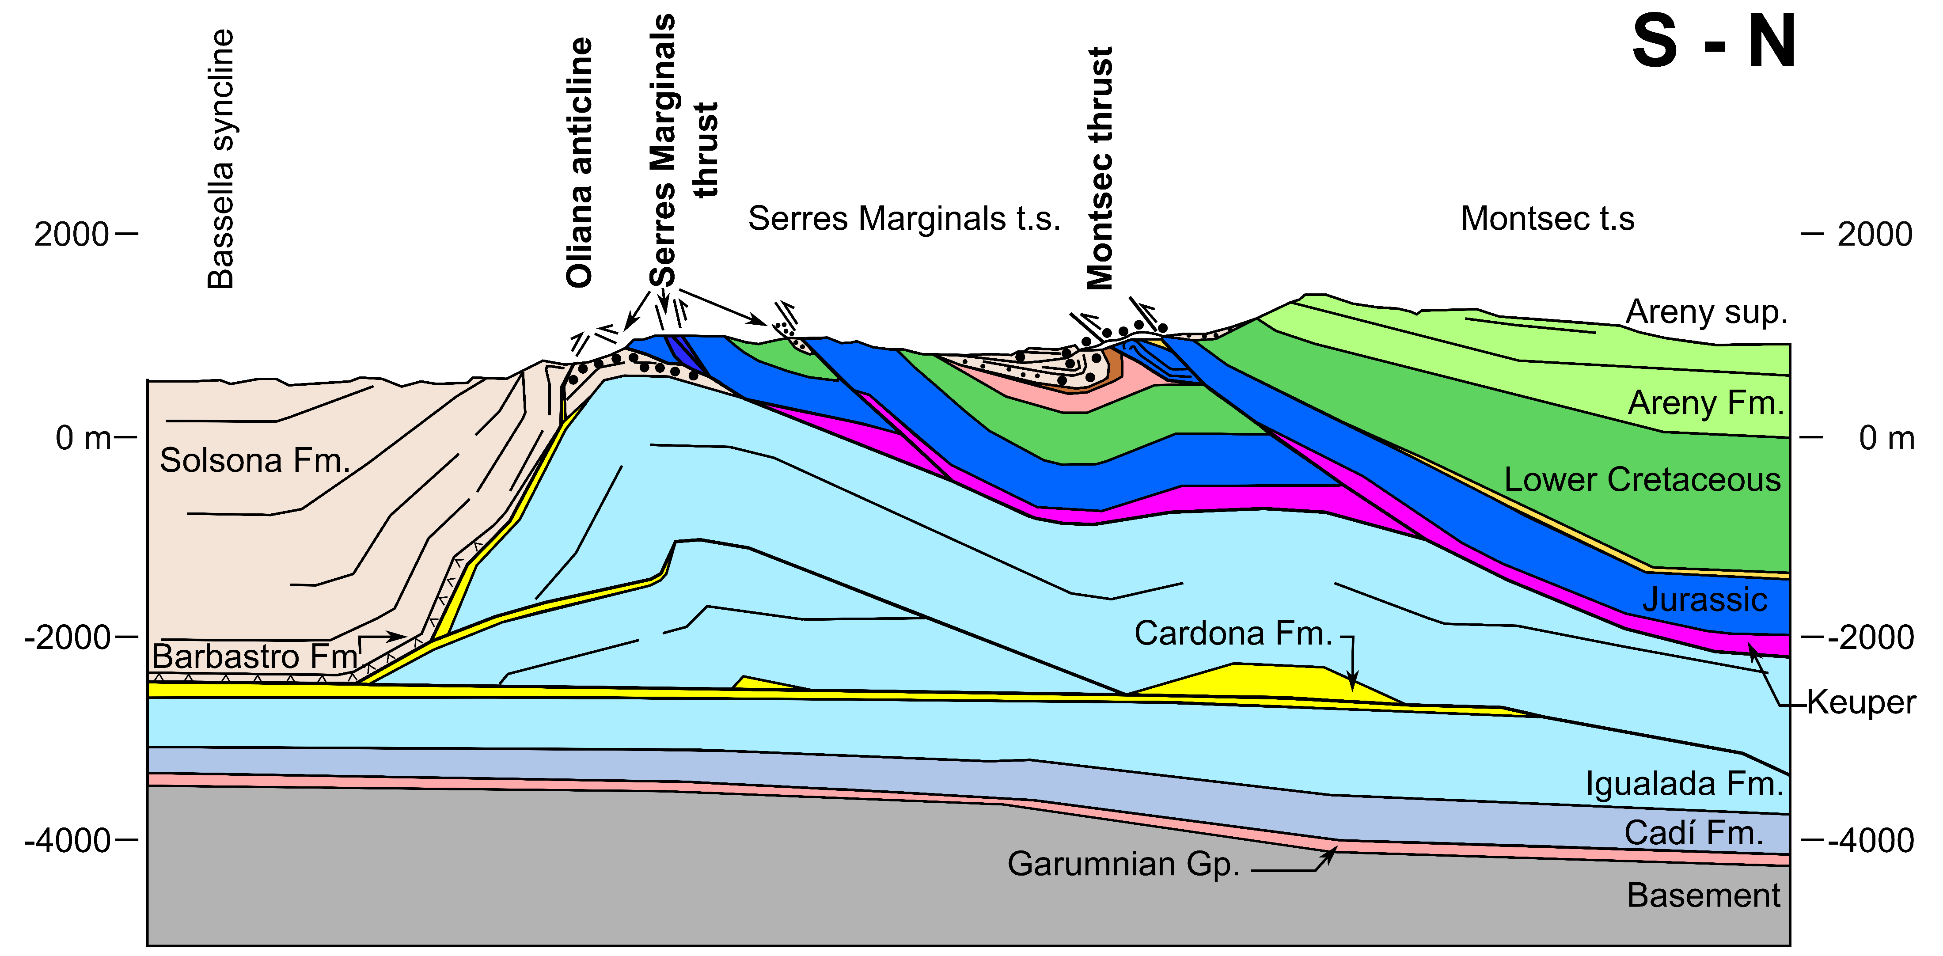 S - N
Bassella syncline
Oliana anticline
Serres Marginals
thrust
Montsec thrust
Serres Marginals t.s.
Montsec t.s
2000
2000
Areny sup.
Areny Fm.
0 m
0 m
Solsona Fm.
Lower Cretaceous
Jurassic
-2000
-2000
Cardona Fm.
Barbastro Fm
Keuper
Igualada Fm.
Cadí Fm.
-4000
-4000
Garumnian Gp.
Basement